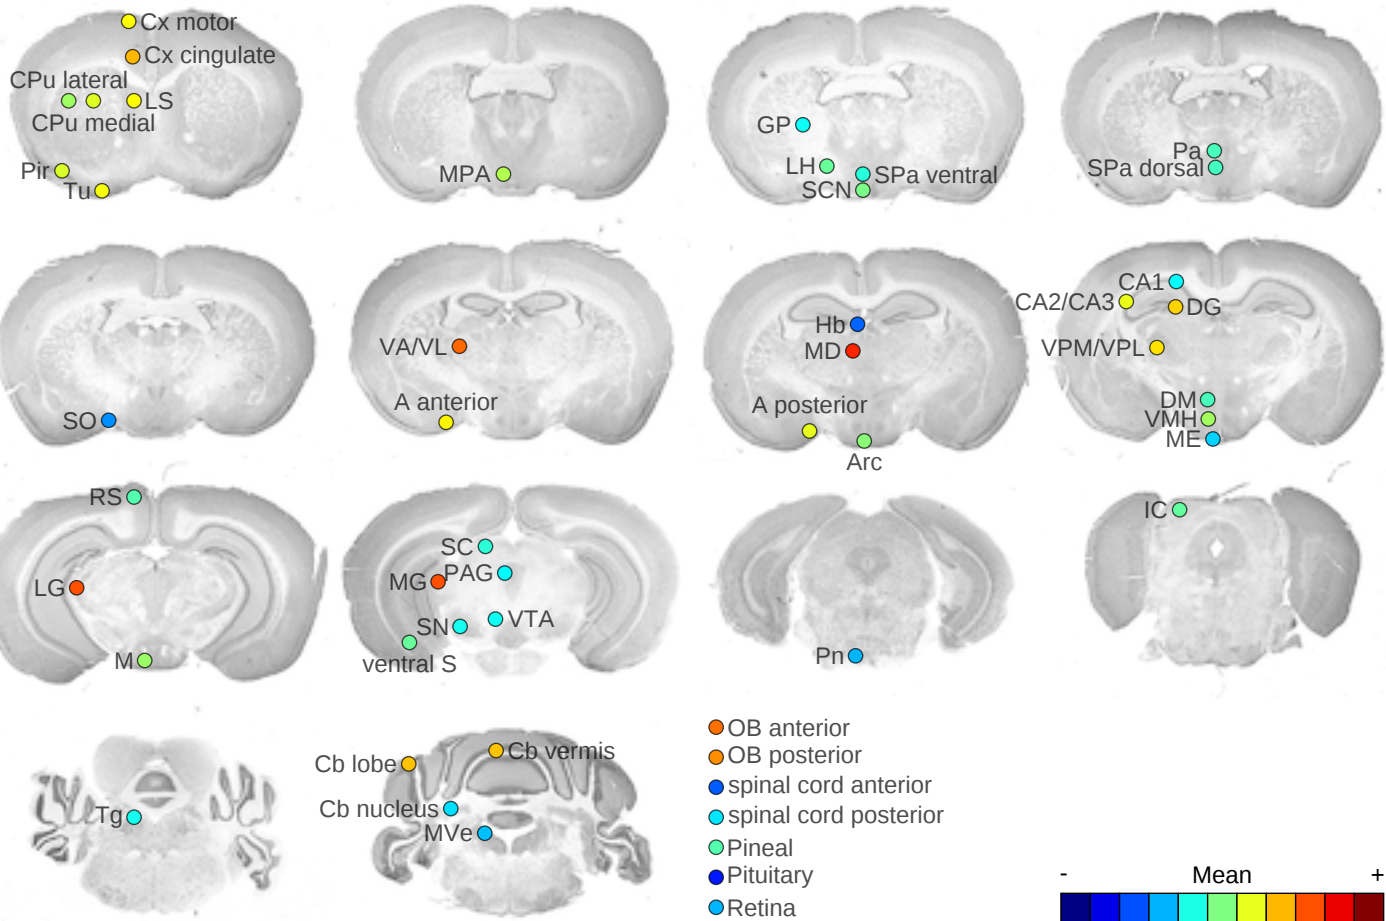 Cx motor
Cx cingulate
CPu lateral
LS
CPu medial
Pir
Tu
MPA
GP
LH
SPa ventral
SCN
Pa
SPa dorsal
SO
VA/VL
A anterior
Hb
MD
A posterior
Arc
CA1
CA2/CA3
DG
VPM/VPL
DM
VMH
ME
RS
LG
M
SC
MG
PAG
SN
VTA
ventral S
Pn
IC
Tg
Cb lobe
Cb vermis
Cb nucleus
MVe
OB anterior
OB posterior
spinal cord anterior
spinal cord posterior
Pineal
Pituitary
Retina
- Mean +